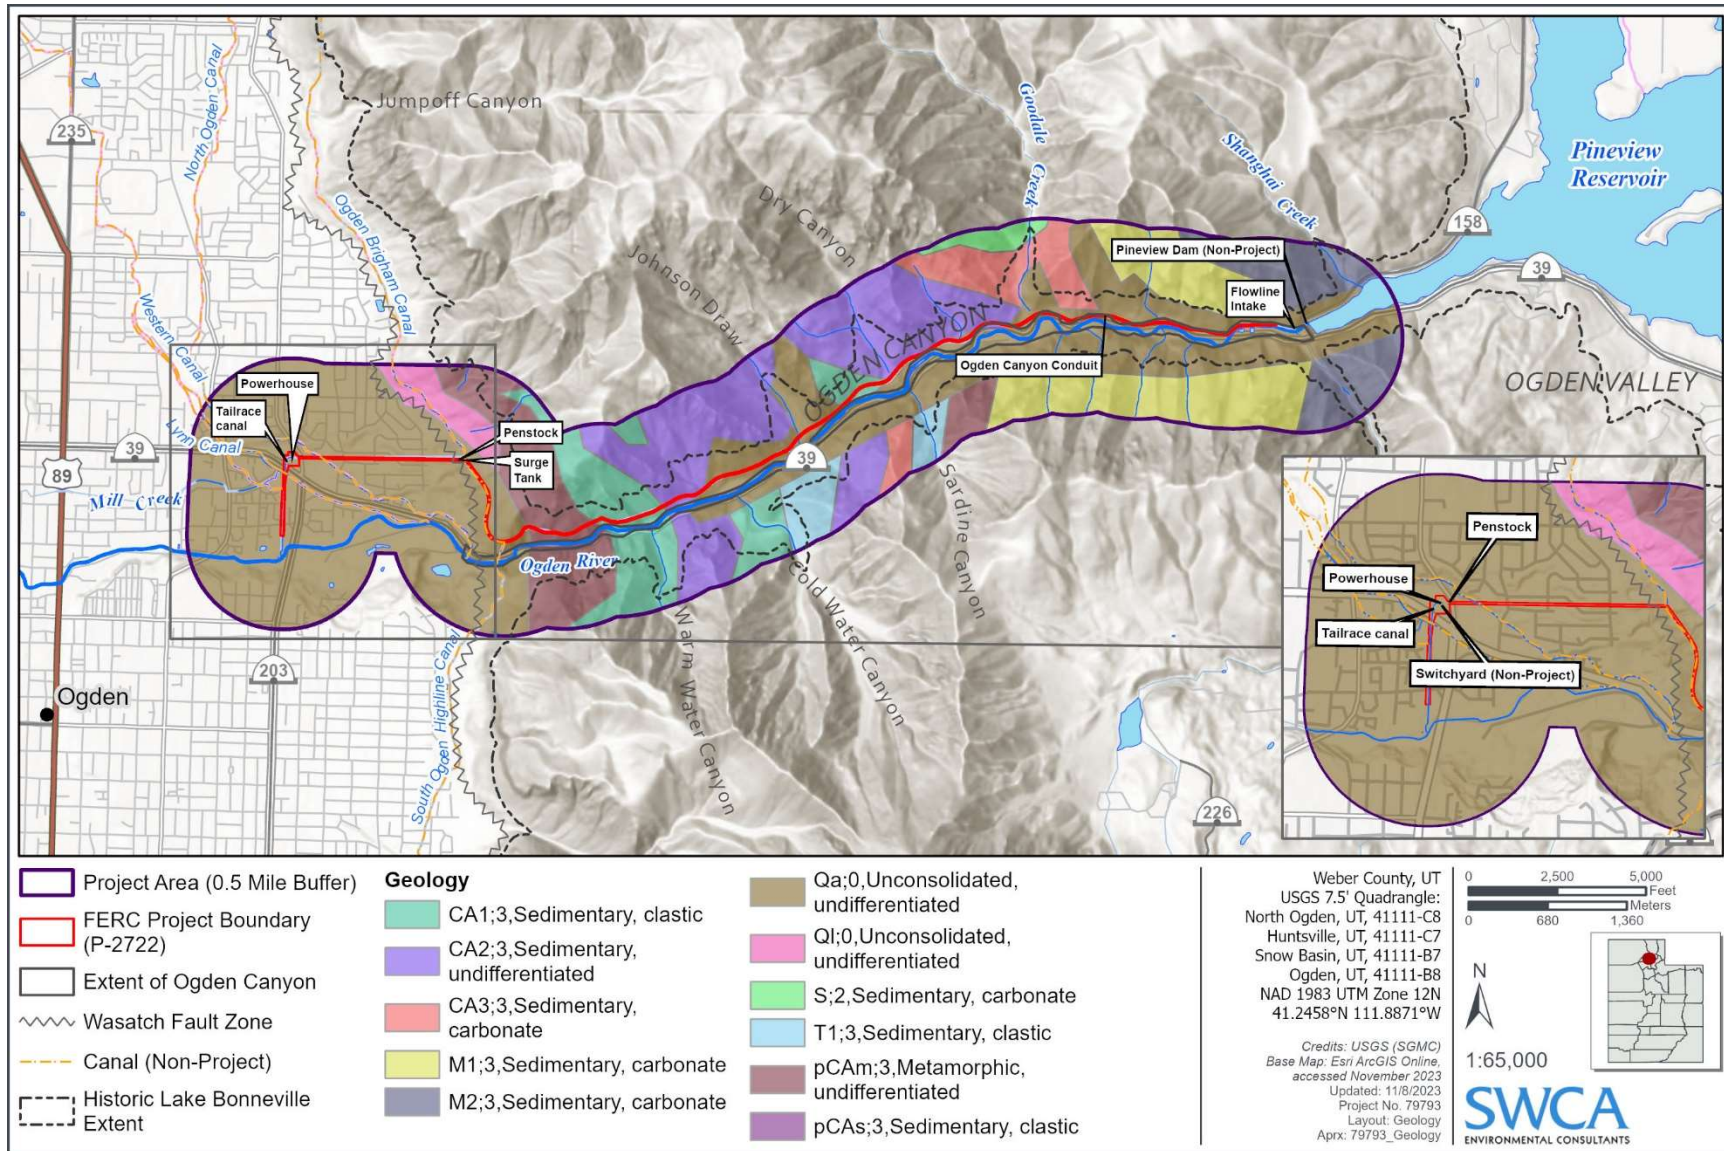 Jumpoff Canyon
235
North Ogden Canal
Ogden Brigham Canal
Western Canal
Lynn Canal
Dry Canyon
Johnson Draw
Goodale
Creek
Shanghai
Creek
Pineview
Reservoir
158
39
Pineview Dam (Non-Project)
Flowline
Intake
OGDEN CANYON
Ogden Canyon Conduit
OGDEN VALLEY
Powerhouse
Tailrace
canal
39
89
Mill Creek
Penstock
Surge
Tank
39
Ogden River
Sardine Canyon
Cold Water Canyon
Warm Water Canyon
South Ogden Highline Canal
203
Ogden
226
Penstock
Powerhouse
Tailrace canal
Switchyard (Non-Project)
Project Area (0.5 Mile Buffer)
FERC Project Boundary
(P-2722)
Extent of Ogden Canyon
Wasatch Fault Zone
Canal (Non-Project)
Historic Lake Bonneville
Extent
Geology
CA1;3,Sedimentary, clastic
CA2;3,Sedimentary,
undifferentiated
CA3;3,Sedimentary,
carbonate
M1;3,Sedimentary, carbonate
M2;3,Sedimentary, carbonate
Qa;0,Unconsolidated,
undifferentiated
Ql;0,Unconsolidated,
undifferentiated
S;2,Sedimentary, carbonate
T1;3,Sedimentary, clastic
pCAm;3,Metamorphic,
undifferentiated
pCAs;3,Sedimentary, clastic
Weber County, UT
USGS 7.5' Quadrangle:
North Ogden, UT, 41111-C8
Huntsville, UT, 41111-C7
Snow Basin, UT, 41111-B7
Ogden, UT, 41111-B8
NAD 1983 UTM Zone 12N
41.2458°N 111.8871°W
Credits: USGS (SGMC)
Base Map: Esri ArcGIS Online,
accessed November 2023
Updated: 11/8/2023
Project No. 79793
Layout: Geology
Aprx: 79793_Geology
0 2,500 5,000
Feet
Meters
0 680 1,360
N
1:65,000
SWCA
ENVIRONMENTAL CONSULTANTS